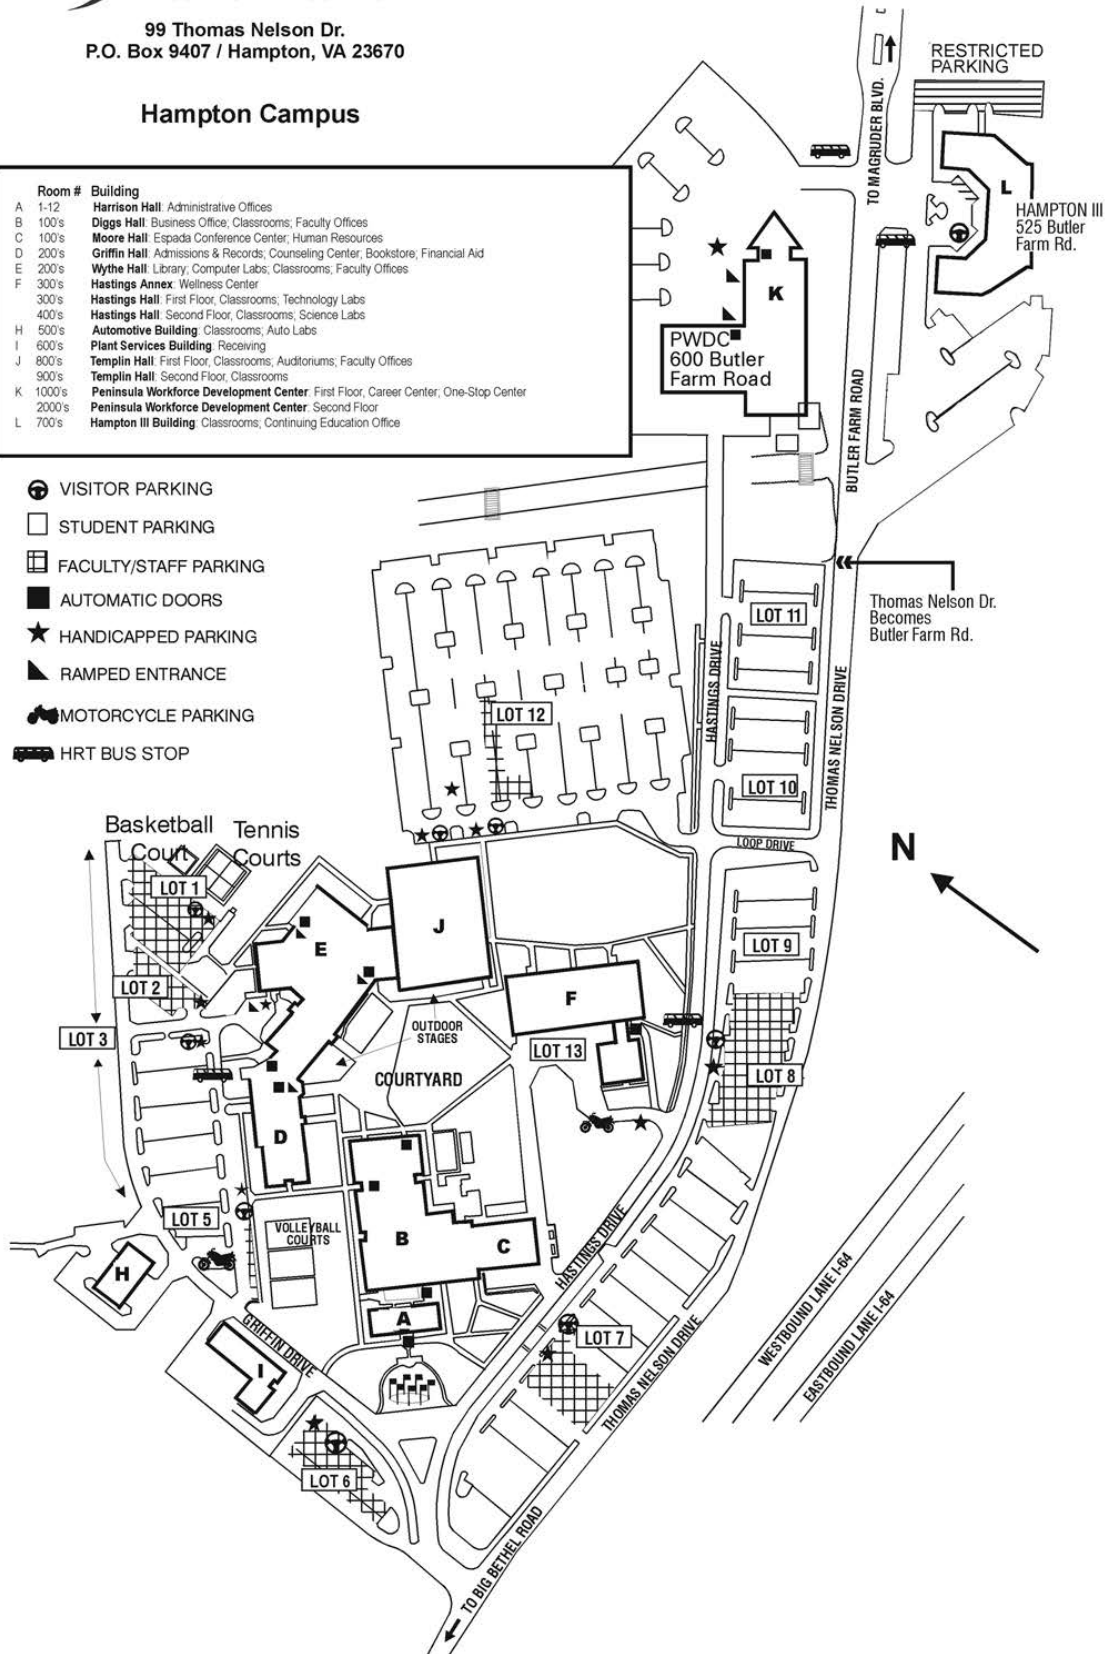 99 Thomas Nelson Dr.
P.O. Box 9407 / Hampton, VA 23670
Hampton Campus
Room # Building
A 1-12 Harrison Hall: Administrative Offices
B 100's Diggs Hall: Business Office; Classrooms; Faculty Offices
C 100's Moore Hall: Espada Conference Center; Human Resources
D 200's Griffin Hall: Admissions & Records; Counseling Center; Bookstore; Financial Aid
E 200's Wythe Hall: Library; Computer Labs; Classrooms; Faculty Offices
F 300's Hastings Annex: Wellness Center
300's Hastings Hall: First Floor, Classrooms; Technology Labs
400's Hastings Hall: Second Floor, Classrooms; Science Labs
H 500's Automotive Building: Classrooms; Auto Labs
I 600's Plant Services Building: Receiving
J 800's Templin Hall: First Floor, Classrooms; Auditoriums; Faculty Offices
900's Templin Hall: Second Floor, Classrooms
K 1000's Peninsula Workforce Development Center: First Floor, Career Center; One-Stop Center
2000's Peninsula Workforce Development Center: Second Floor
L 700's Hampton III Building: Classrooms; Continuing Education Office
VISITOR PARKING
STUDENT PARKING
FACULTY/STAFF PARKING
AUTOMATIC DOORS
HANDICAPPED PARKING
RAMPED ENTRANCE
MOTORCYCLE PARKING
HRT BUS STOP
RESTRICTED
PARKING
TO MAGRUDER BLVD.
L
HAMPTON III
525 Butler
Farm Rd.
K
PWDC
600 Butler
Farm Road
BUTLER FARM ROAD
Thomas Nelson Dr.
Becomes
Butler Farm Rd.
LOT 11
HASTINGS DRIVE
THOMAS NELSON DRIVE
LOT 12
LOT 10
LOOP DRIVE
N
Basketball
Court
Tennis
Courts
LOT 1
LOT 2
LOT 3
E
J
F
LOT 9
OUTDOOR
STAGES
LOT 13
COURTYARD
LOT 8
D
LOT 5
VOLLEYBALL
COURTS
B
C
H
A
HASTINGS DRIVE
GRIFFIN DRIVE
I
LOT 7
THOMAS NELSON DRIVE
WESTBOUND LANE I-64
EASTBOUND LANE I-64
LOT 6
TO BIG BETHEL ROAD